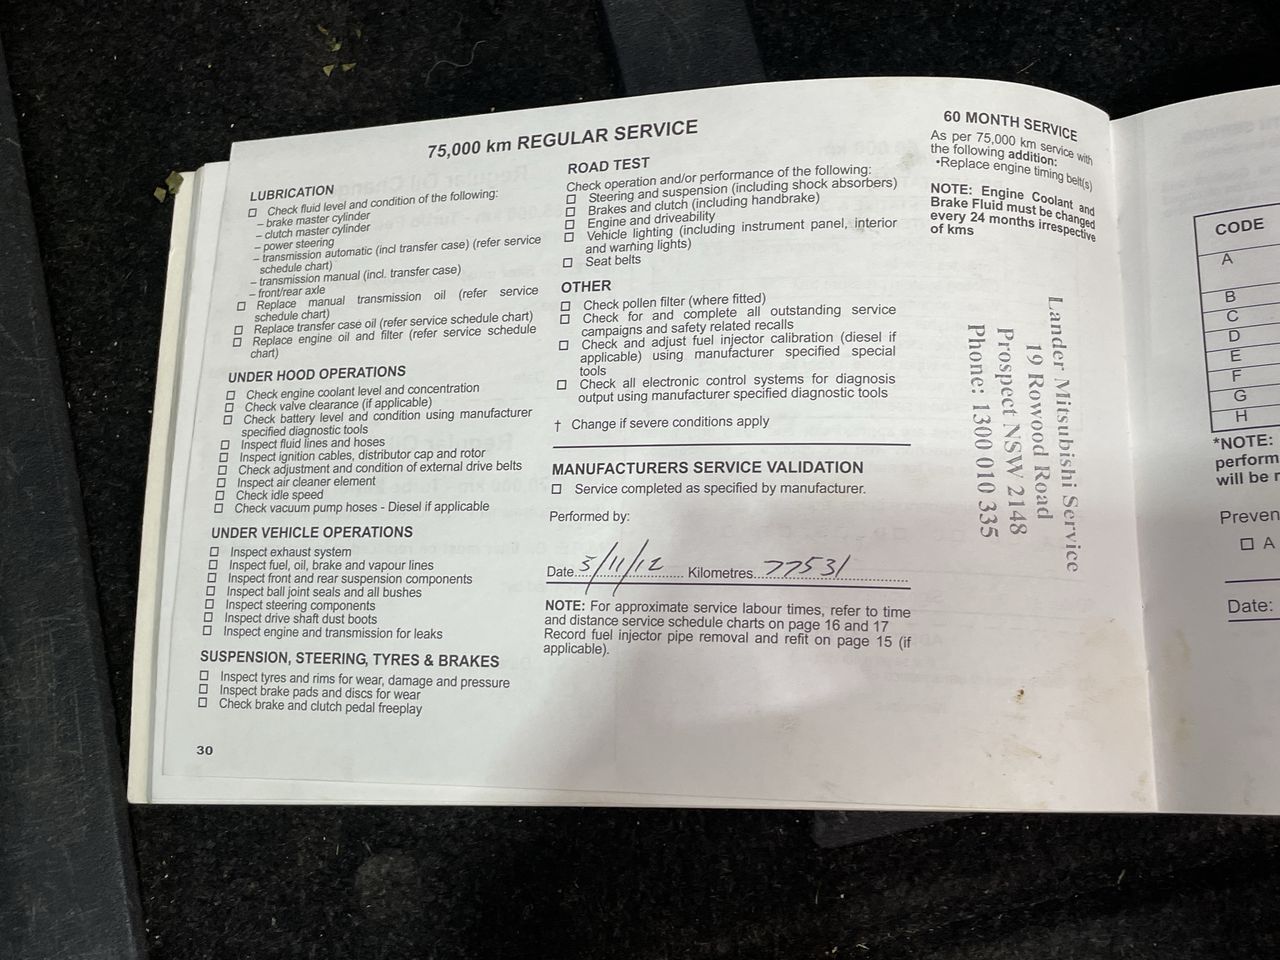 75,000 km REGULAR SERVICE
LUBRICATION
☐ Check fluid level and condition of the following:
– brake master cylinder
– clutch master cylinder
– power steering
– transmission automatic (incl transfer case) (refer service
schedule chart)
– transmission manual (incl. transfer case)
– front/rear axle
☐ Replace manual transmission oil (refer service
schedule chart)
☐ Replace transfer case oil (refer service schedule chart)
☐ Replace engine oil and filter (refer service schedule
chart)
UNDER HOOD OPERATIONS
☐ Check engine coolant level and concentration
☐ Check valve clearance (if applicable)
☐ Check battery level and condition using manufacturer
specified diagnostic tools
☐ Inspect fluid lines and hoses
☐ Inspect ignition cables, distributor cap and rotor
☐ Check adjustment and condition of external drive belts
☐ Inspect air cleaner element
☐ Check idle speed
☐ Check vacuum pump hoses - Diesel if applicable
UNDER VEHICLE OPERATIONS
☐ Inspect exhaust system
☐ Inspect fuel, oil, brake and vapour lines
☐ Inspect front and rear suspension components
☐ Inspect ball joint seals and all bushes
☐ Inspect steering components
☐ Inspect drive shaft dust boots
☐ Inspect engine and transmission for leaks
SUSPENSION, STEERING, TYRES & BRAKES
☐ Inspect tyres and rims for wear, damage and pressure
☐ Inspect brake pads and discs for wear
☐ Check brake and clutch pedal freeplay
30
ROAD TEST
Check operation and/or performance of the following:
☐ Steering and suspension (including shock absorbers)
☐ Brakes and clutch (including handbrake)
☐ Engine and driveability
☐ Vehicle lighting (including instrument panel, interior
and warning lights)
☐ Seat belts
OTHER
☐ Check pollen filter (where fitted)
☐ Check for and complete all outstanding service
campaigns and safety related recalls
☐ Check and adjust fuel injector calibration (diesel if
applicable) using manufacturer specified special
tools
☐ Check all electronic control systems for diagnosis
output using manufacturer specified diagnostic tools
† Change if severe conditions apply
MANUFACTURERS SERVICE VALIDATION
☐ Service completed as specified by manufacturer.
Performed by:
Date 5/11/12 Kilometres 77531
NOTE: For approximate service labour times, refer to time
and distance service schedule charts on page 16 and 17
Record fuel injector pipe removal and refit on page 15 (if
applicable).
60 MONTH SERVICE
As per 75,000 km service with
the following addition:
•Replace engine timing belt(s)
NOTE: Engine Coolant and
Brake Fluid must be changed
every 24 months irrespective
of kms
Lander Mitsubishi Service
19 Rowood Road
Prospect NSW 2148
Phone: 1300 010 335
CODE
A
B
C
D
E
F
G
H
*NOTE:
perform
will be
Preven
☐ A
Date: